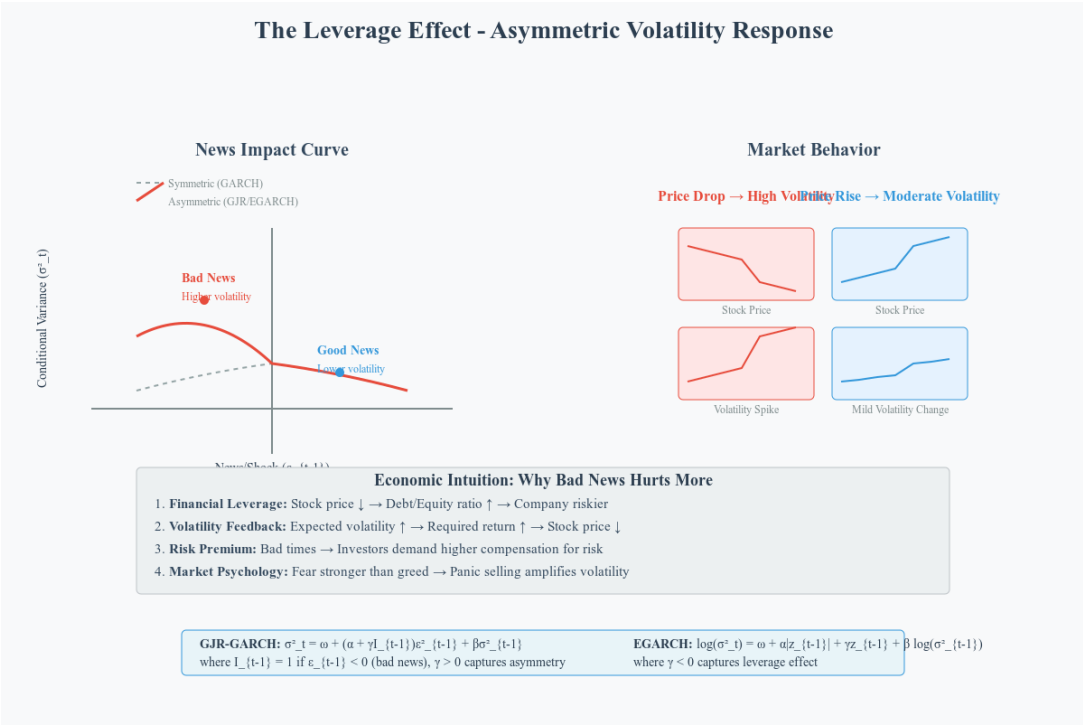 The Leverage Effect - Asymmetric Volatility Response
News Impact Curve
Symmetric (GARCH)
Asymmetric (GJR/EGARCH)
Conditional Variance (σ²_t)
Bad News
Higher volatility
Good News
Lower volatility
News/Shock (ε_{t-1})
Market Behavior
Price Drop → High Volatility
Price Rise → Moderate Volatility
Stock Price
Stock Price
Volatility Spike
Mild Volatility Change
Economic Intuition: Why Bad News Hurts More
1. Financial Leverage: Stock price ↓ → Debt/Equity ratio ↑ → Company riskier
2. Volatility Feedback: Expected volatility ↑ → Required return ↑ → Stock price ↓
3. Risk Premium: Bad times → Investors demand higher compensation for risk
4. Market Psychology: Fear stronger than greed → Panic selling amplifies volatility
GJR-GARCH: σ²_t = ω + (α + γI_{t-1})ε²_{t-1} + βσ²_{t-1}
where I_{t-1} = 1 if ε_{t-1} < 0 (bad news), γ > 0 captures asymmetry
EGARCH: log(σ²_t) = ω + α|z_{t-1}| + γz_{t-1} + β log(σ²_{t-1})
where γ < 0 captures leverage effect